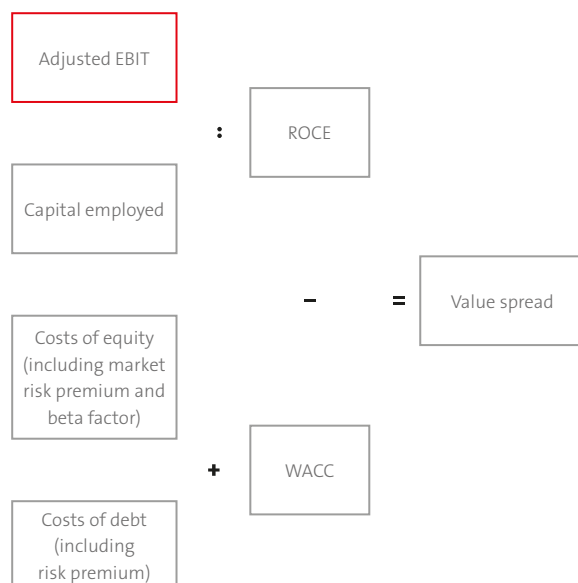 Adjusted EBIT
:
ROCE
Capital employed
–
=
Value spread
Costs of equity
(including market
risk premium and
beta factor)
+
WACC
Costs of debt
(including
risk premium)